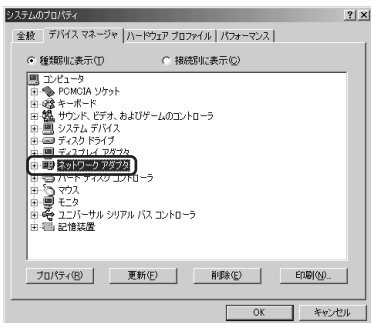 システムのプロパティ
? ×
全般 デバイス マネージャ ハードウェア プロファイル パフォーマンス
種類別に表示(T) 接続別に表示(C)
コンピュータ
PCMCIA ソケット
キーボード
サウンド、ビデオ、およびゲームのコントローラ
システム デバイス
ディスク ドライブ
ディスプレイ アダプタ
ネットワーク アダプタ
ハード ディスク コントローラ
マウス
モニタ
ユニバーサル シリアル バス コントローラ
記憶装置
プロパティ(R) 更新(F) 削除(E) 印刷(N)...
OK キャンセル